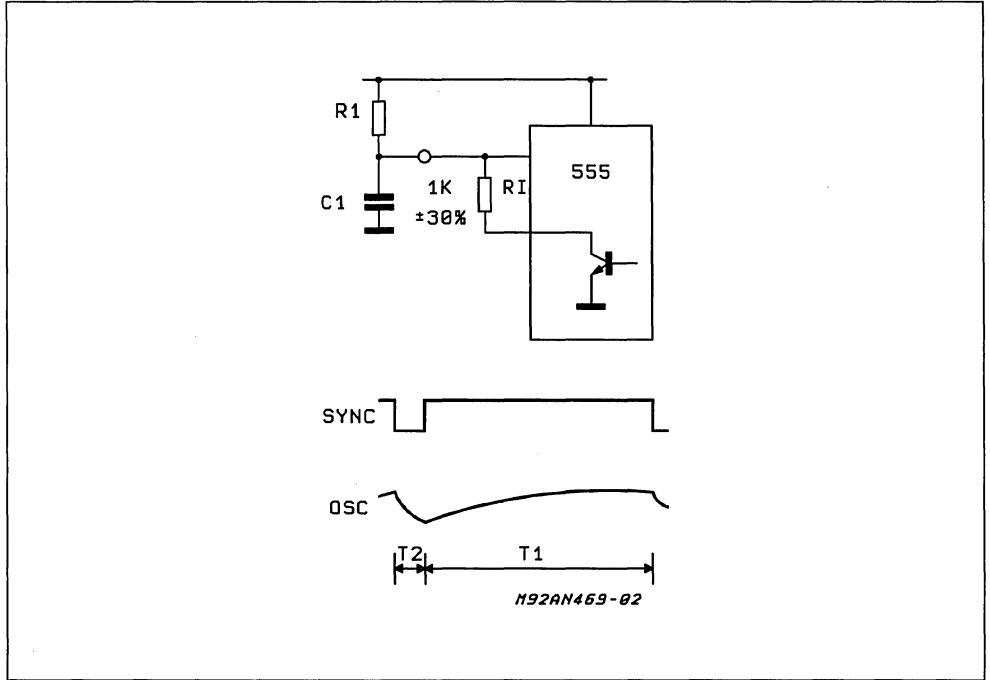 R1
555
1K
RI
C1
±30%
SYNC
OSC
T2
T1
M92AN469-02